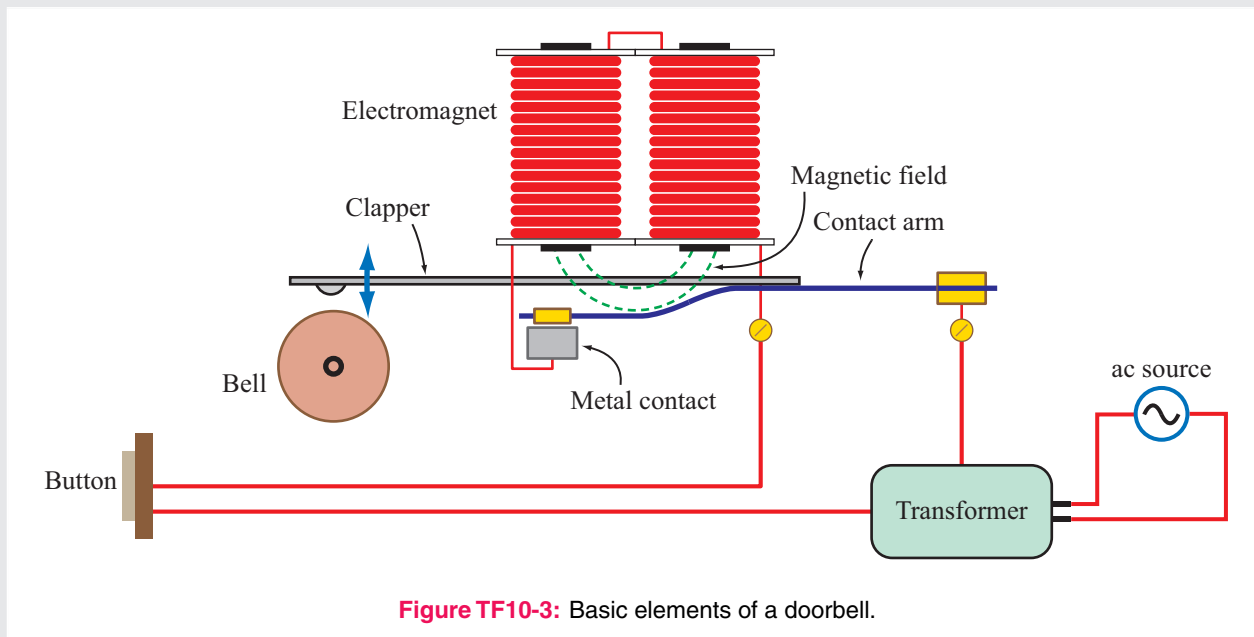 Electromagnet
Magnetic field
Clapper
Contact arm
Bell
Metal contact
ac source
Button
Transformer
Figure TF10-3: Basic elements of a doorbell.